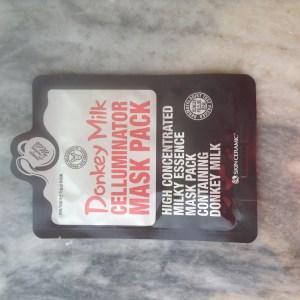 Donkey Milk
CELLUMINATOR
MASK PACK
HIGH CONCENTRATED
MILKY ESSENCE
MASK PACK
CONTAINING
DONKEY MILK
SKINCERAMIC